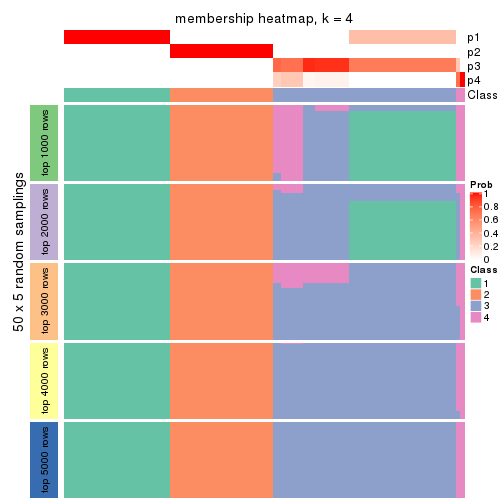 membership heatmap, k = 4
p1
p2
p3
p4
Class
50 x 5 random samplings
top 1000 rows
top 2000 rows
top 3000 rows
top 4000 rows
top 5000 rows
Prob
1
0.8
0.6
0.4
0.2
0
Class
1
2
3
4